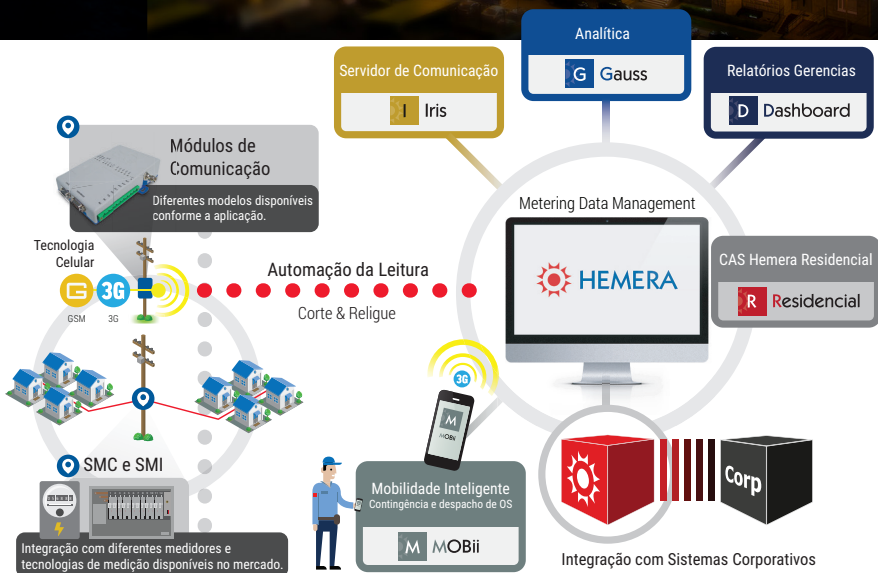 Analítica
G Gauss
Servidor de Comunicação
I Iris
Relatórios Gerencias
D Dashboard
Módulos de
Comunicação
Diferentes modelos disponíveis
conforme a aplicação.
Metering Data Management
HEMERA
Tecnologia
Celular
G
3G
GSM
3G
Automação da Leitura
Corte & Religue
CAS Hemera Residencial
R Residencial
3G
M
MOBii
SMC e SMI
Integração com diferentes medidores e
tecnologias de medição disponíveis no mercado.
Mobilidade Inteligente
Contingência e despacho de OS
M MOBii
Corp
Integração com Sistemas Corporativos